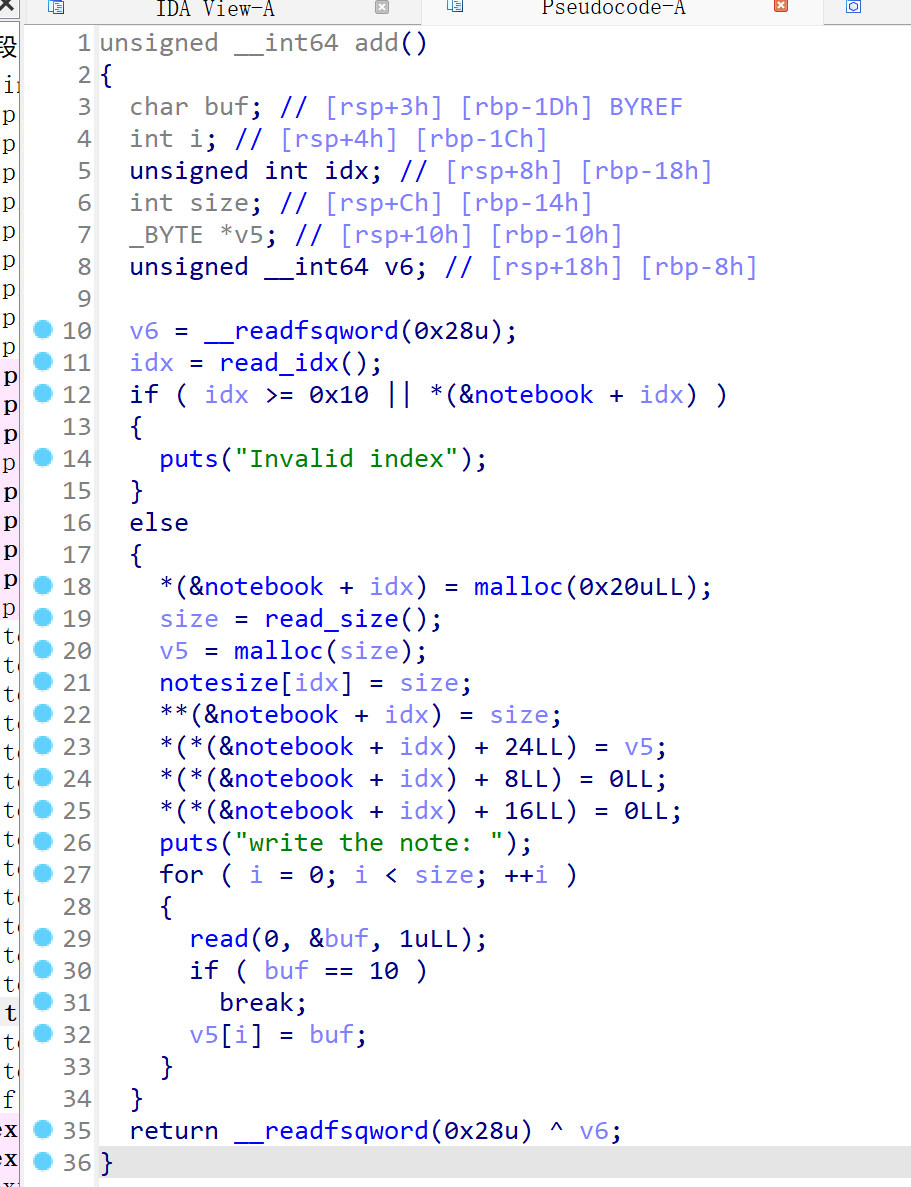 IDA View-A
Pseudocode-A
段
1 unsigned __int64 add()
2 {
3 char buf; // [rsp+3h] [rbp-1Dh] BYREF
4 int i; // [rsp+4h] [rbp-1Ch]
5 unsigned int idx; // [rsp+8h] [rbp-18h]
6 int size; // [rsp+Ch] [rbp-14h]
7 _BYTE *v5; // [rsp+10h] [rbp-10h]
8 unsigned __int64 v6; // [rsp+18h] [rbp-8h]
9
10 v6 = __readfsqword(0x28u);
11 idx = read_idx();
12 if ( idx >= 0x10 || *(&notebook + idx) )
13 {
14 puts("Invalid index");
15 }
16 else
17 {
18 *(&notebook + idx) = malloc(0x20uLL);
19 size = read_size();
20 v5 = malloc(size);
21 notesize[idx] = size;
22 **(&notebook + idx) = size;
23 *(*(&notebook + idx) + 24LL) = v5;
24 *(*(&notebook + idx) + 8LL) = 0LL;
25 *(*(&notebook + idx) + 16LL) = 0LL;
26 puts("write the note: ");
27 for ( i = 0; i < size; ++i )
28 {
29 read(0, &buf, 1uLL);
30 if ( buf == 10 )
31 break;
32 v5[i] = buf;
33 }
34 }
35 return __readfsqword(0x28u) ^ v6;
36 }